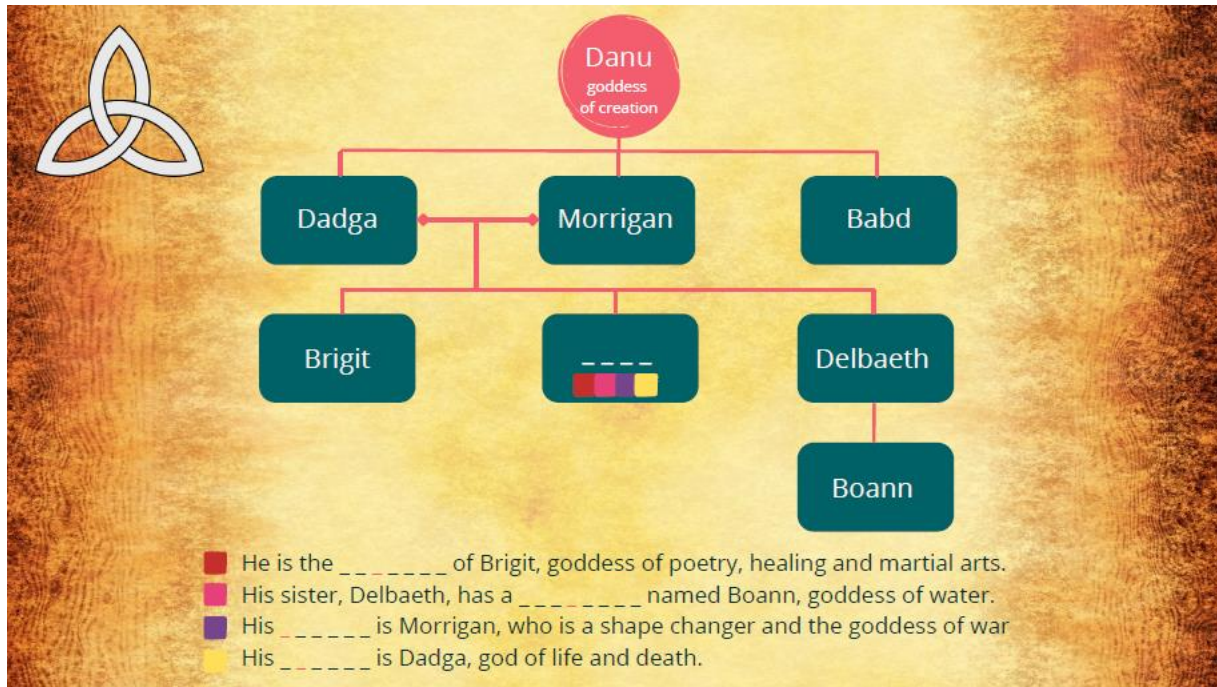 Danu
goddess
of creation
Dadga
Morrigan
Babd
Brigit
_ _ _ _
Delbaeth
Boann
He is the _ _ _ _ _ _ _ of Brigit, goddess of poetry, healing and martial arts.
His sister, Delbaeth, has a _ _ _ _ _ _ _ _ named Boann, goddess of water.
His _ _ _ _ _ _ is Morrigan, who is a shape changer and the goddess of war
His _ _ _ _ _ _ is Dadga, god of life and death.